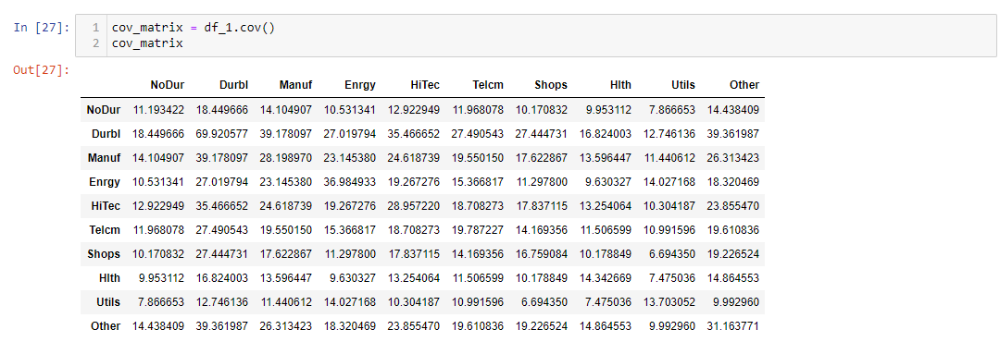 In [27]: 1 cov_matrix = df_1.cov()
2 cov_matrix
Out[27]:
NoDur Durbl Manuf Enrgy HiTec Telcm Shops Hlth Utils Other
NoDur 11.193422 18.449666 14.104907 10.531341 12.922949 11.968078 10.170832 9.953112 7.866653 14.438409
Durbl 18.449666 69.920577 39.178097 27.019794 35.466652 27.490543 27.444731 16.824003 12.746136 39.361987
Manuf 14.104907 39.178097 28.198970 23.145380 24.618739 19.550150 17.622867 13.596447 11.440612 26.313423
Enrgy 10.531341 27.019794 23.145380 36.984933 19.267276 15.366817 11.297800 9.630327 14.027168 18.320469
HiTec 12.922949 35.466652 24.618739 19.267276 28.957220 18.708273 17.837115 13.254064 10.304187 23.855470
Telcm 11.968078 27.490543 19.550150 15.366817 18.708273 19.787227 14.169356 11.506599 10.991596 19.610836
Shops 10.170832 27.444731 17.622867 11.297800 17.837115 14.169356 16.759084 10.178849 6.694350 19.226524
Hlth 9.953112 16.824003 13.596447 9.630327 13.254064 11.506599 10.178849 14.342669 7.475036 14.864553
Utils 7.866653 12.746136 11.440612 14.027168 10.304187 10.991596 6.694350 7.475036 13.703052 9.992960
Other 14.438409 39.361987 26.313423 18.320469 23.855470 19.610836 19.226524 14.864553 9.992960 31.163771